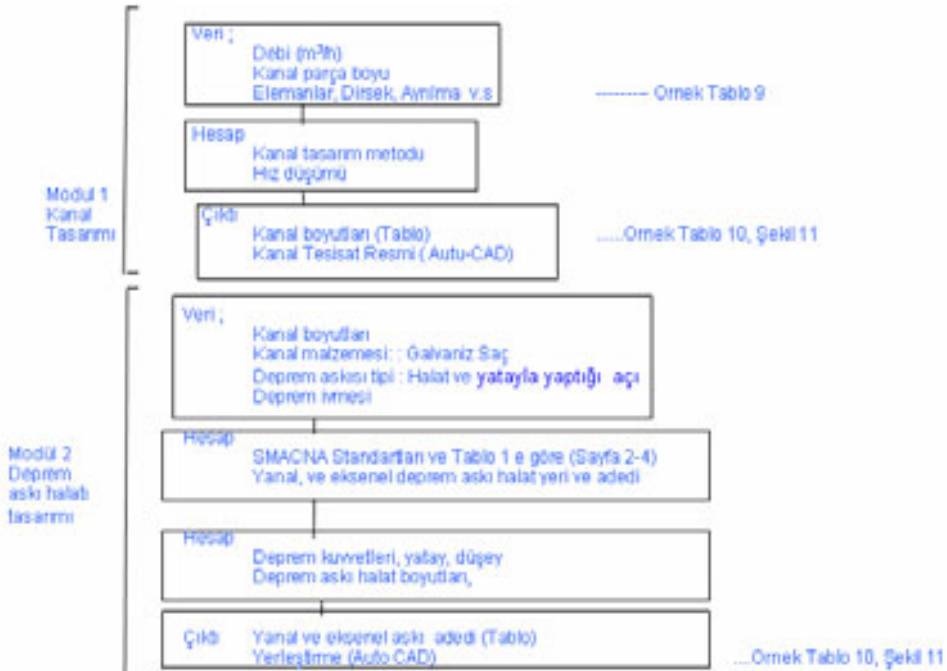 Veri ;
Debi (m³/h)
Kanal parça boyu
Elemanlar, Dirsek, Ayrılma v.s
---------- Ornek Tablo 9
Hesap
Kanal tasarım metodu
Hız düşümü
Modul 1
Kanal
Tasarımı
Çıktı
Kanal boyutları (Tablo)
Kanal Tesisat Resmi ( Autu-CAD)
.....Ornek Tablo 10, Şekil 11
Veri ;
Kanal boyutları
Kanal malzemesi: : Galvaniz Saç
Deprem askısı tipi : Halat ve yatayla yaptığı açı
Deprem ivmesi
Modül 2
Deprem
askı halatı
tasarımı
Hesap
SMACNA Standartları ve Tablo 1 e göre (Sayfa 2-4)
Yanal, ve eksenel deprem askı halat yeri ve adedi
Hesap
Deprem kuvvetleri, yatay, düşey
Deprem askı halat boyutları,
Çıktı Yanal ve eksenel askı adedi (Tablo)
Yerleştirme (Auto CAD)
...Ornek Tablo 10, Şekil 11